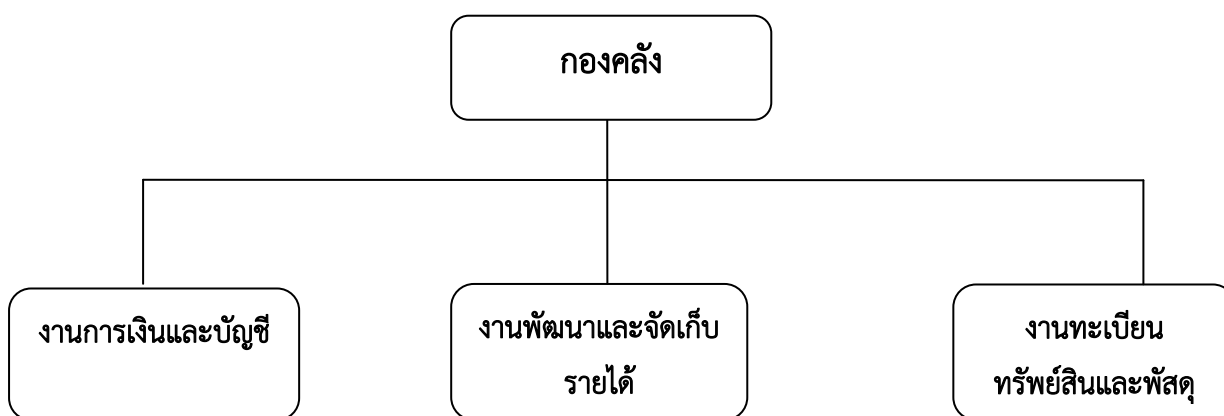 กองคลัง
งานการเงินและบัญชี
งานพัฒนาและจัดเก็บ
รายได้
งานทะเบียน
ทรัพย์สินและพัสดุ